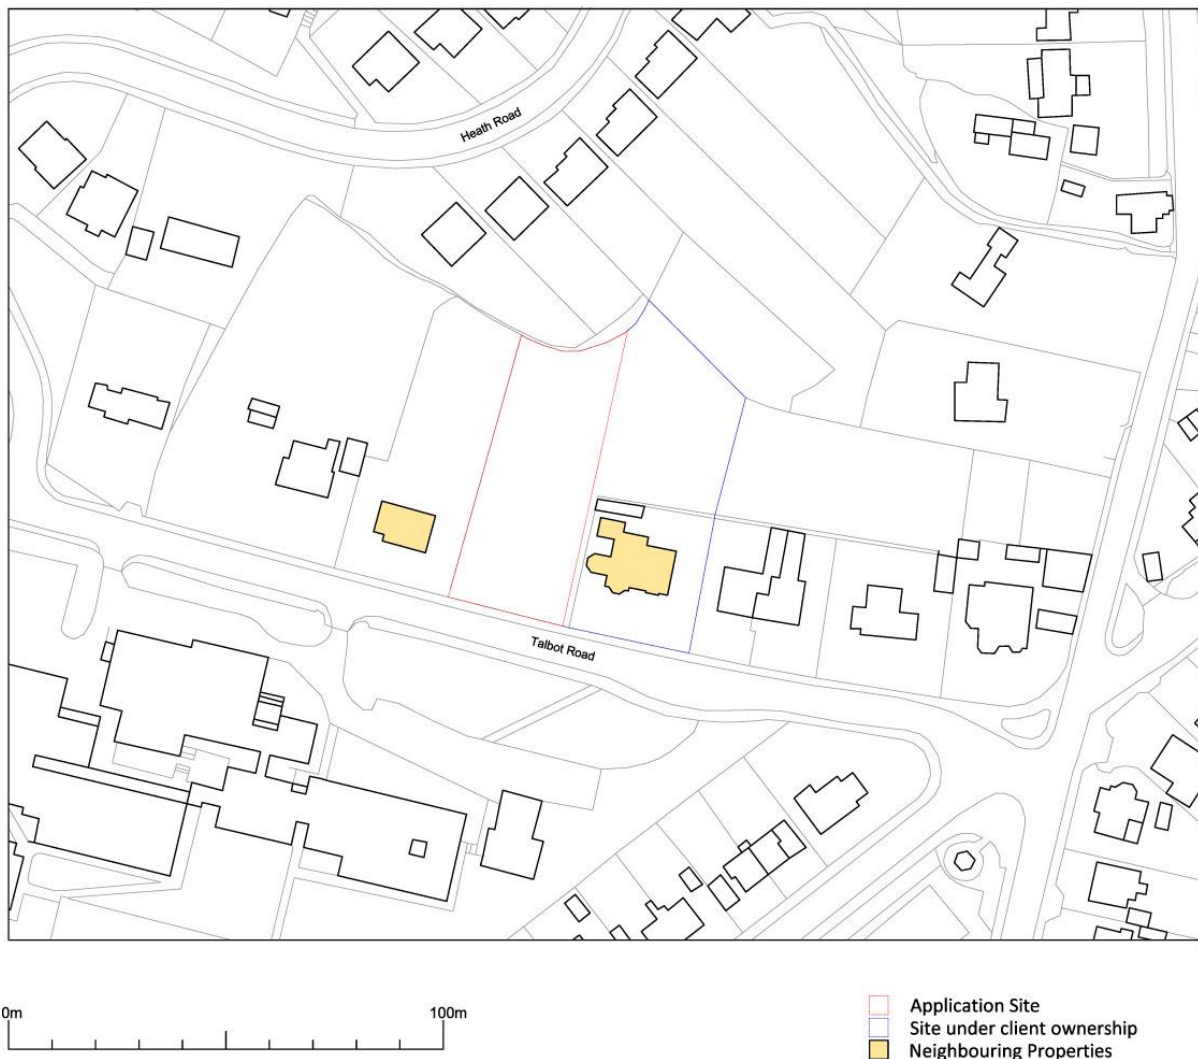 Heath Road
Talbot Road
0m
100m
Application Site
Site under client ownership
Neighbouring Properties